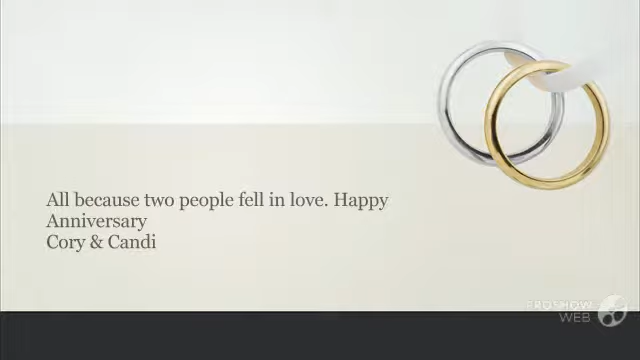 All because two people fell in love. Happy
Anniversary
Cory & Candi
PROSHOW
WEB